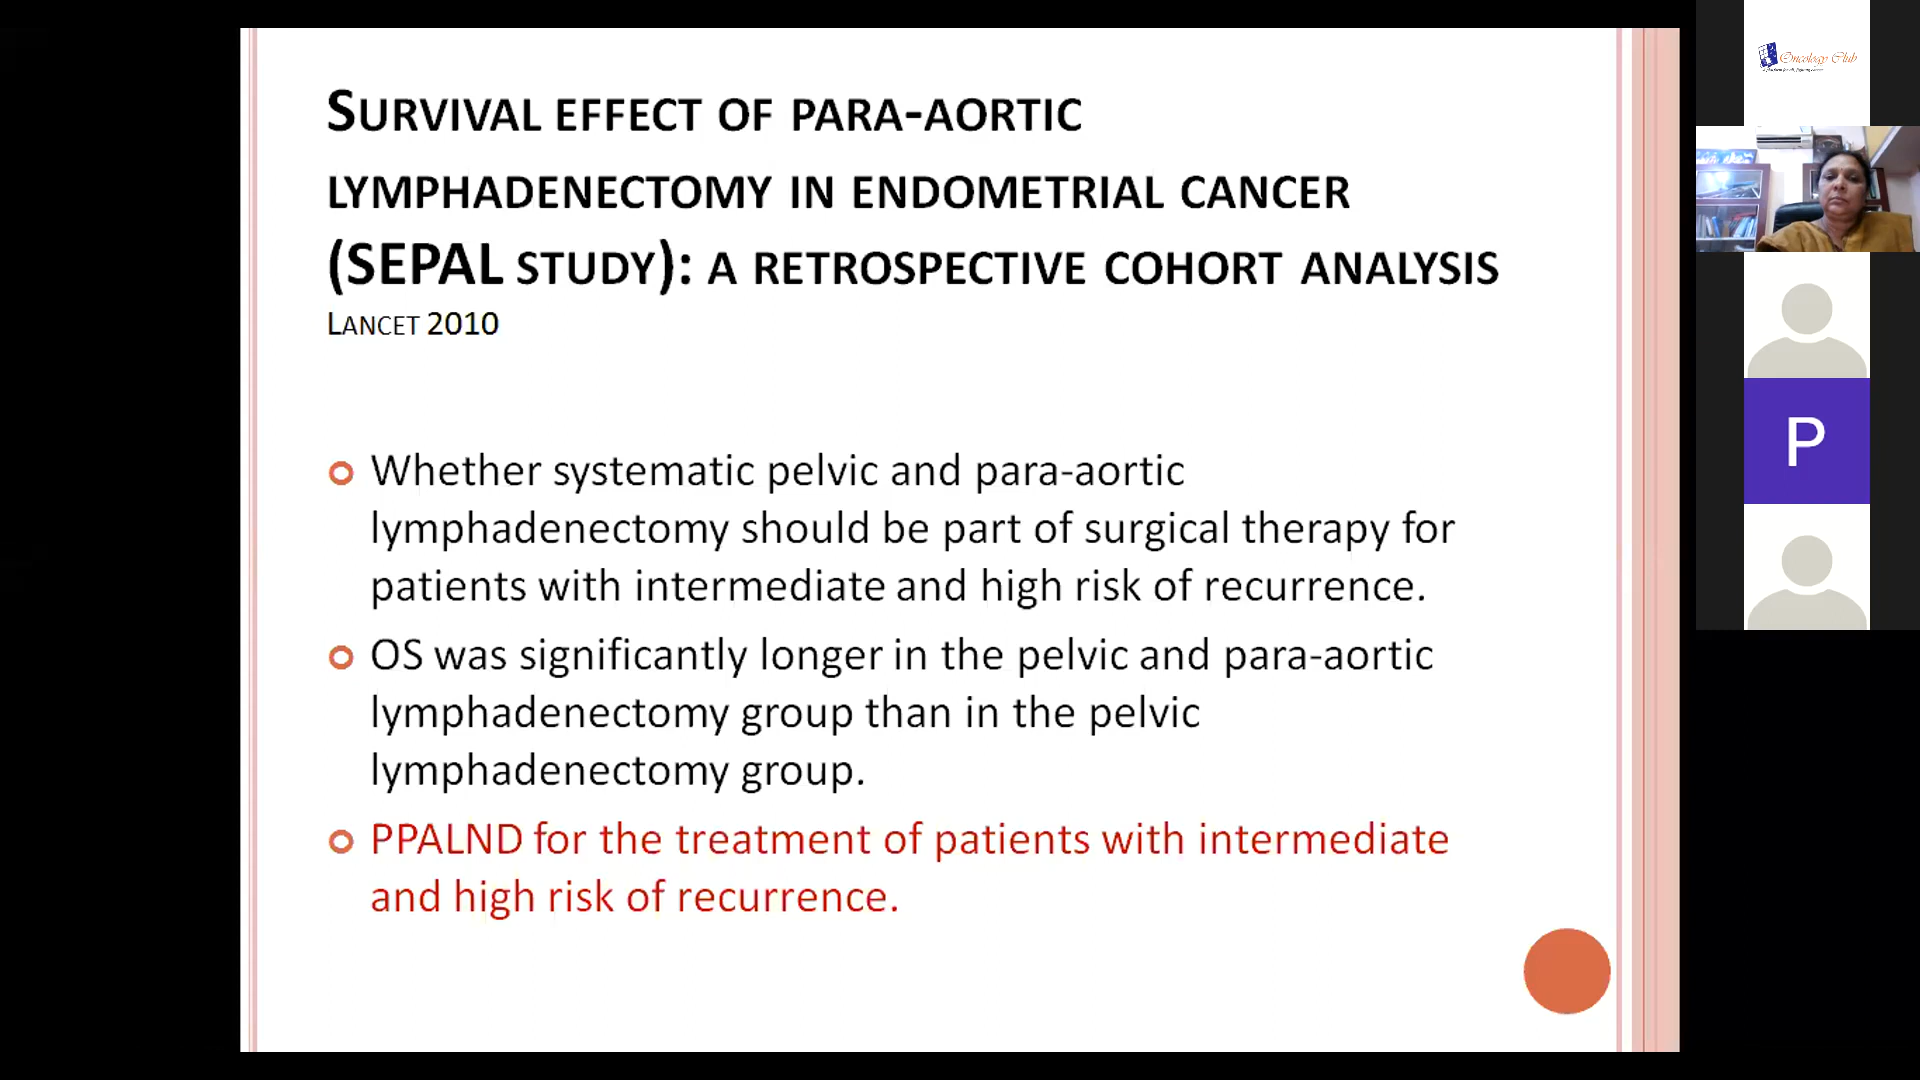 SURVIVAL EFFECT OF PARA-AORTIC
LYMPHADENECTOMY IN ENDOMETRIAL CANCER
(SEPAL STUDY): A RETROSPECTIVE COHORT ANALYSIS
LANCET 2010
Whether systematic pelvic and para-aortic
lymphadenectomy should be part of surgical therapy for
patients with intermediate and high risk of recurrence.
OS was significantly longer in the pelvic and para-aortic
lymphadenectomy group than in the pelvic
lymphadenectomy group.
PPALND for the treatment of patients with intermediate
and high risk of recurrence.
Oncology Club
P